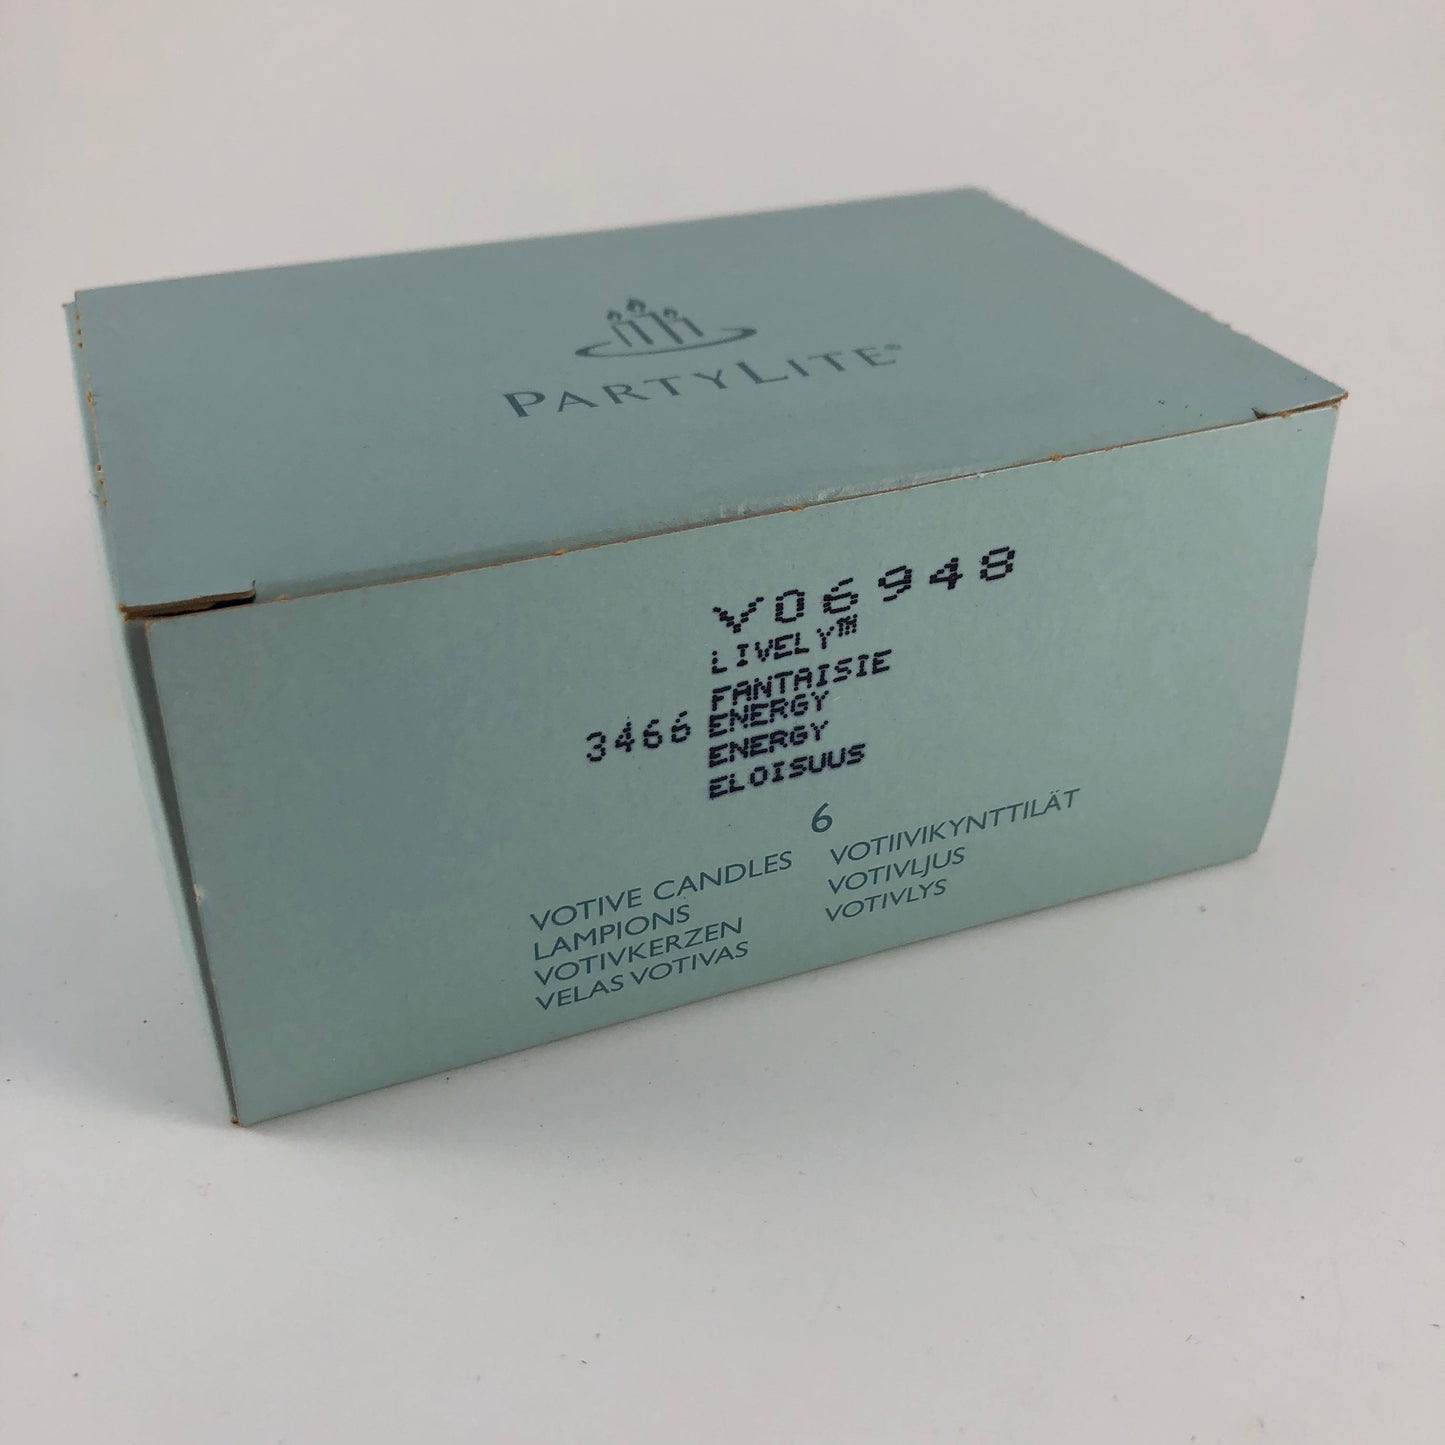 PARTYLITE®
V06948
LIVELY™
FANTAISIE
3466 ENERGY
ENERGY
ELOISUUS
6
VOTIVE CANDLES
LAMPIONS
VOTIVKERZEN
VELAS VOTIVAS
VOTIIVIKYNTTILÄT
VOTIVLJUS
VOTIVLYS